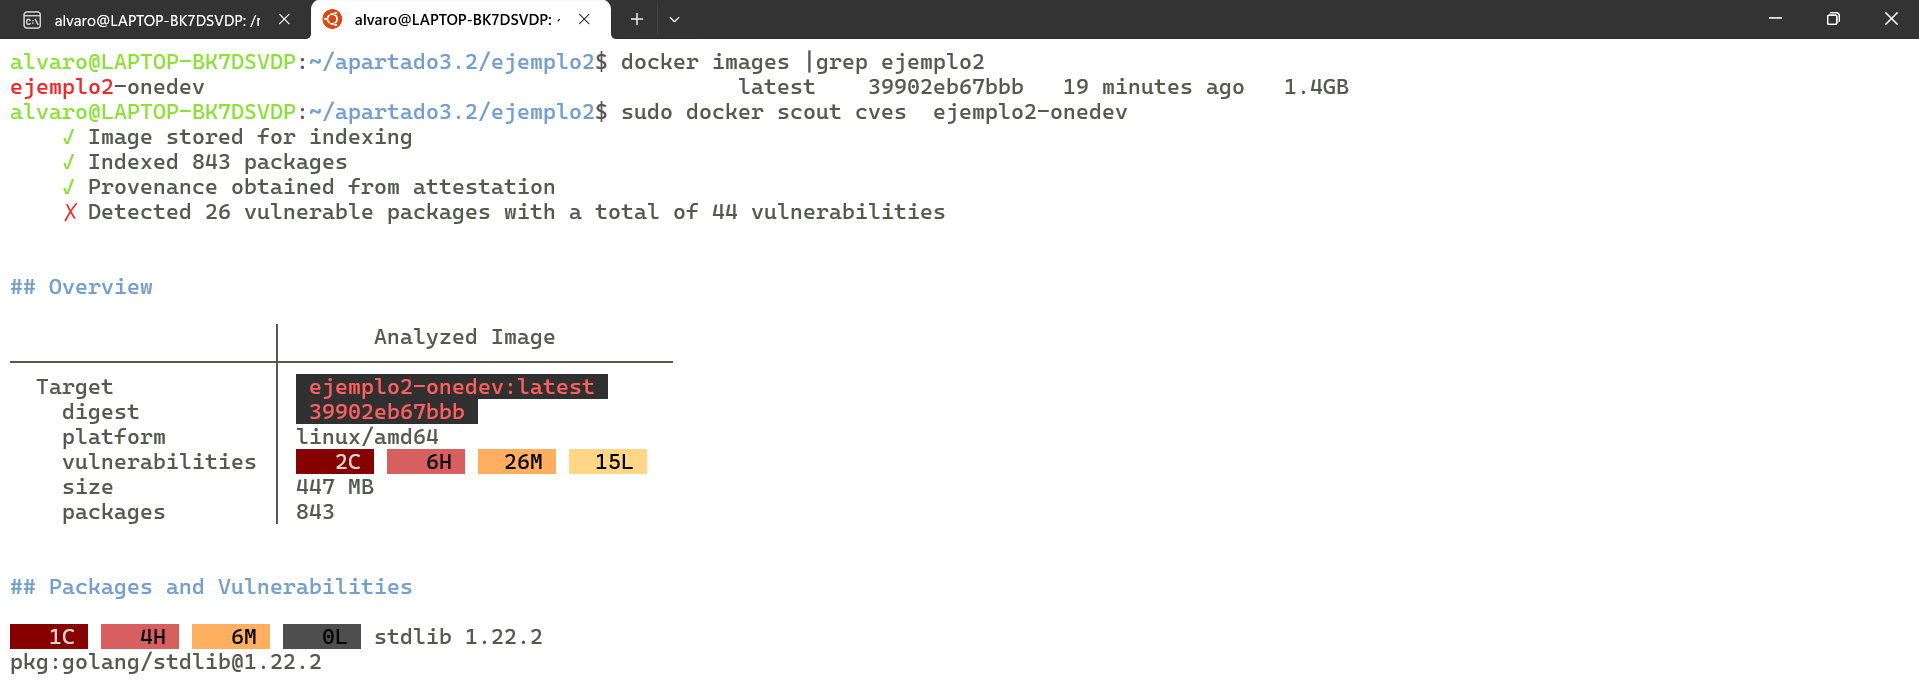 alvaro@LAPTOP-BK7DSVDP: /r
alvaro@LAPTOP-BK7DSVDP: ~
alvaro@LAPTOP-BK7DSVDP:~/apartado3.2/ejemplo2$ docker images |grep ejemplo2
ejemplo2-onedev latest 39902eb67bbb 19 minutes ago 1.4GB
alvaro@LAPTOP-BK7DSVDP:~/apartado3.2/ejemplo2$ sudo docker scout cves ejemplo2-onedev
✓ Image stored for indexing
✓ Indexed 843 packages
✓ Provenance obtained from attestation
✗ Detected 26 vulnerable packages with a total of 44 vulnerabilities
## Overview
Analyzed Image
Target ejemplo2-onedev:latest
digest 39902eb67bbb
platform linux/amd64
vulnerabilities 2C 6H 26M 15L
size 447 MB
packages 843
## Packages and Vulnerabilities
1C 4H 6M 0L stdlib 1.22.2
pkg:golang/stdlib@1.22.2